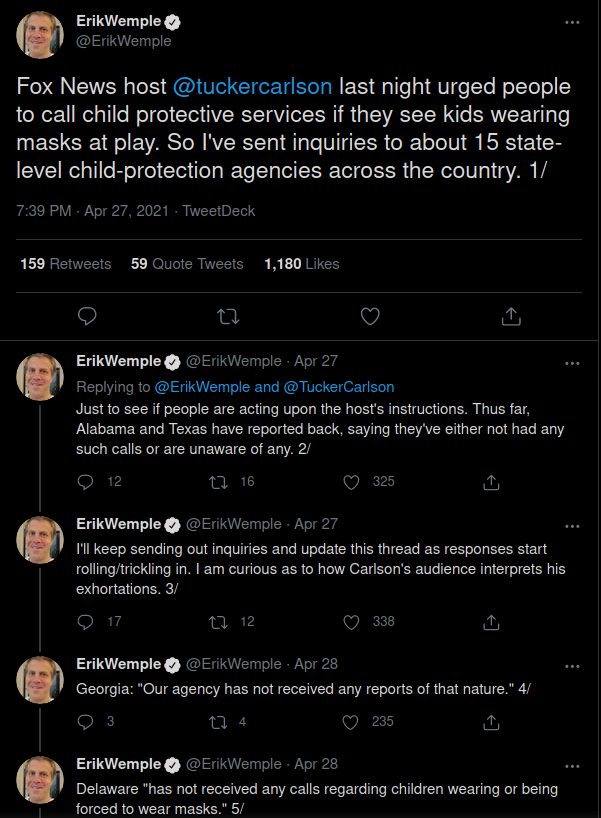 ErikWemple
@ErikWemple
Fox News host @tuckercarlson last night urged people
to call child protective services if they see kids wearing
masks at play. So I've sent inquiries to about 15 state-
level child-protection agencies across the country. 1/
7:39 PM · Apr 27, 2021 · TweetDeck
159 Retweets 59 Quote Tweets 1,180 Likes
ErikWemple @ErikWemple · Apr 27
Replying to @ErikWemple and @TuckerCarlson
Just to see if people are acting upon the host's instructions. Thus far,
Alabama and Texas have reported back, saying they've either not had any
such calls or are unaware of any. 2/
12 16 325
ErikWemple @ErikWemple · Apr 27
I'll keep sending out inquiries and update this thread as responses start
rolling/trickling in. I am curious as to how Carlson's audience interprets his
exhortations. 3/
17 12 338
ErikWemple @ErikWemple · Apr 28
Georgia: "Our agency has not received any reports of that nature." 4/
3 4 235
ErikWemple @ErikWemple · Apr 28
Delaware "has not received any calls regarding children wearing or being
forced to wear masks." 5/